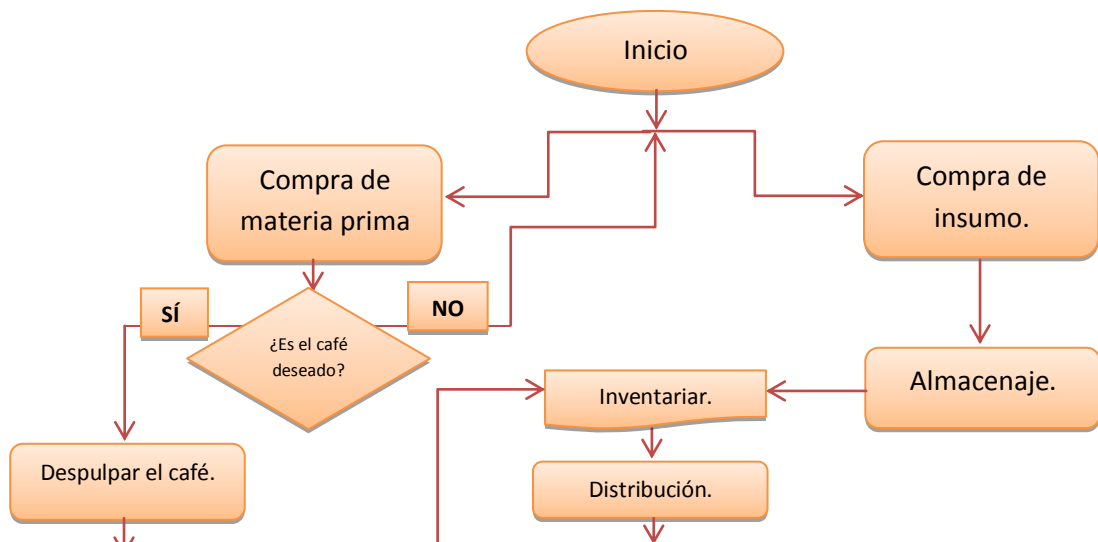 Inicio
Compra de
materia prima
Compra de
insumo.
SÍ
NO
¿Es el café
deseado?
Inventariar.
Almacenaje.
Despulpar el café.
Distribución.